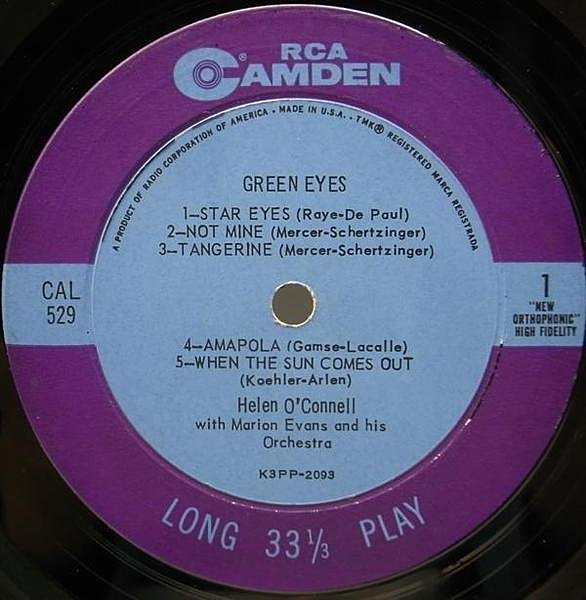 RCA
CAMDEN®
A PRODUCT OF RADIO CORPORATION OF AMERICA - MADE IN U.S.A. - TMK® REGISTERED MARCA REGISTRADA
GREEN EYES
1—STAR EYES (Raye-De Paul)
2—NOT MINE (Mercer-Schertzinger)
3—TANGERINE (Mercer-Schertzinger)
CAL
529
1
"NEW
ORTHOPHONIC"
HIGH FIDELITY
4—AMAPOLA (Gamse-Lacalle)
5—WHEN THE SUN COMES OUT
(Koehler-Arlen)
Helen O'Connell
with Marion Evans and his
Orchestra
K3PP-2093
LONG 33⅓ PLAY